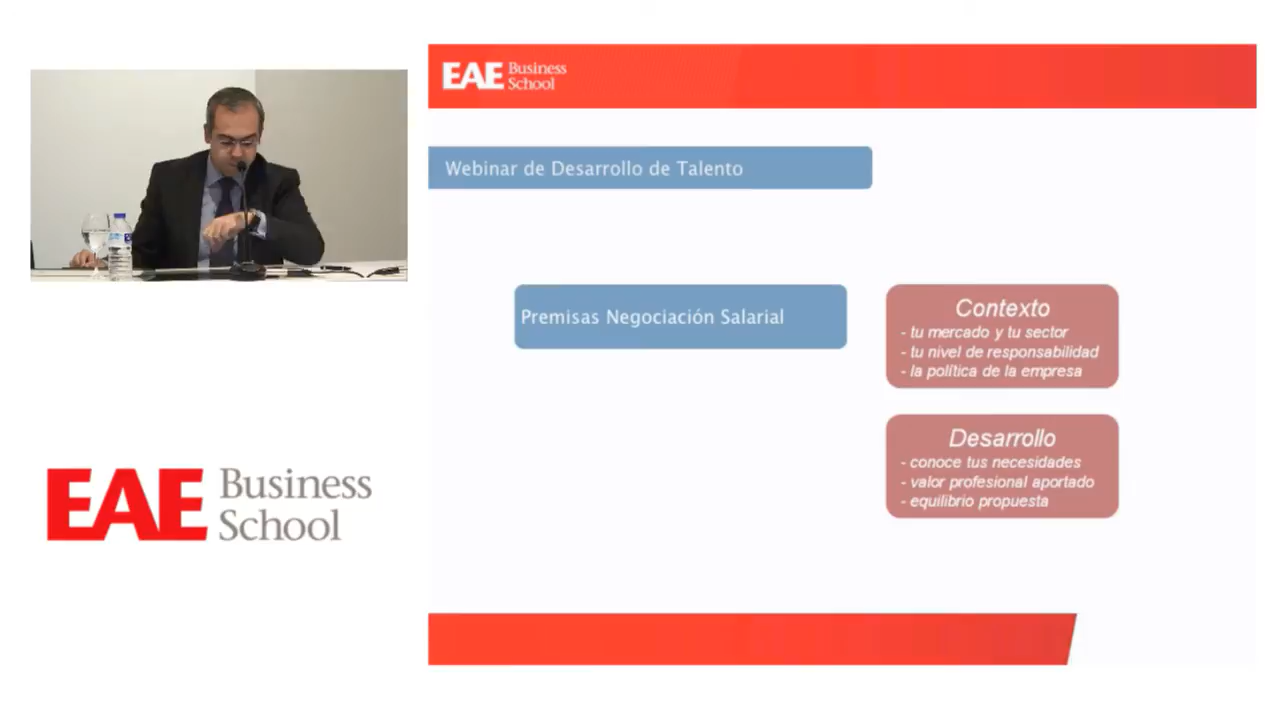 EAE Business
School
Webinar de Desarrollo de Talento
Premisas Negociación Salarial
Contexto
- tu mercado y tu sector
- tu nivel de responsabilidad
- la política de la empresa
Desarrollo
- conoce tus necesidades
- valor profesional aportado
- equilibrio propuesta
EAE Business
School